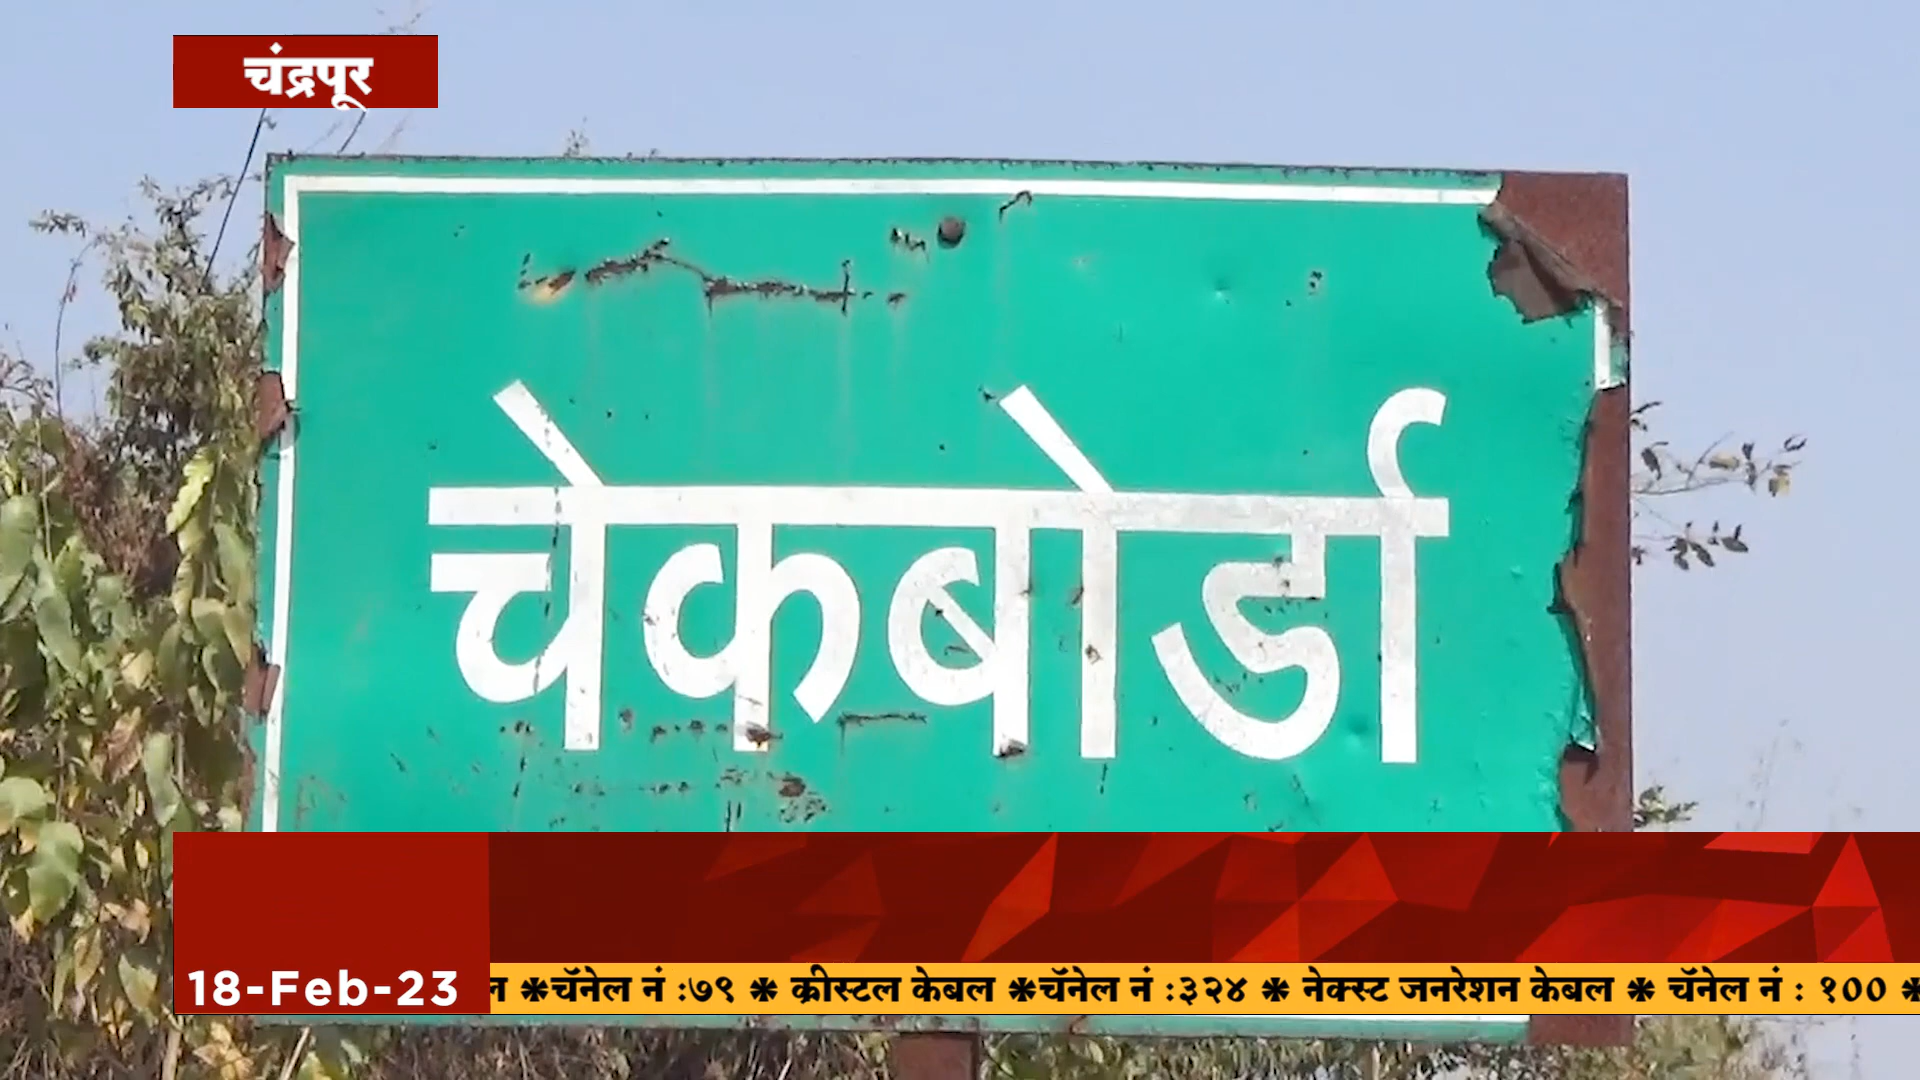 चंद्रपूर
चेकबोर्डा
18-Feb-23
ल ❋चॅनेल नं :७९ ❋ क्रीस्टल केबल ❋चॅनेल नं :३२४ ❋ नेक्स्ट जनरेशन केबल ❋ चॅनेल नं : १०० ❋